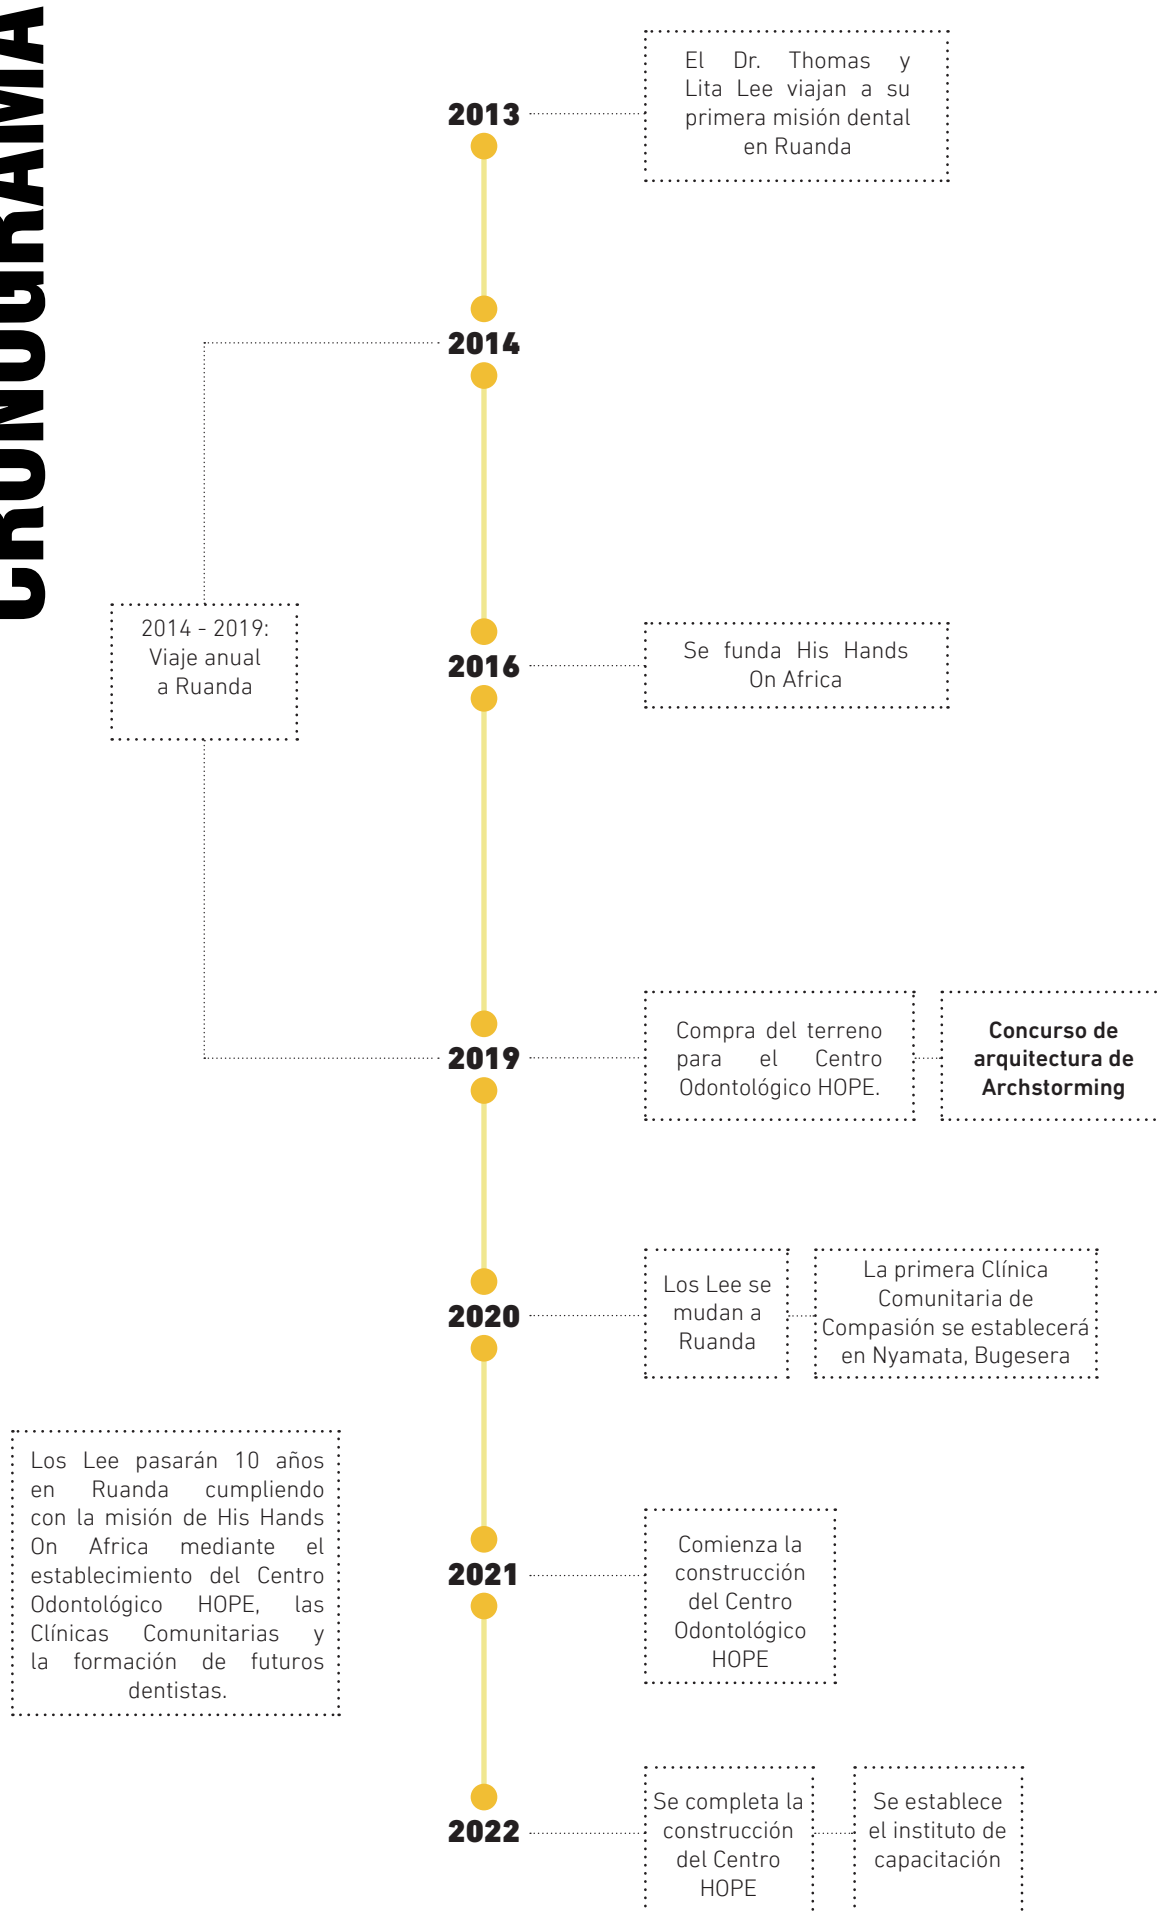 CRONOGRAMA
2013
El Dr. Thomas y
Lita Lee viajan a su
primera misión dental
en Ruanda
2014
2014 - 2019:
Viaje anual
a Ruanda
2016
Se funda His Hands
On Africa
2019
Compra del terreno
para el Centro
Odontológico HOPE.
Concurso de
arquitectura de
Archstorming
2020
Los Lee se
mudan a
Ruanda
La primera Clínica
Comunitaria de
Compasión se establecerá
en Nyamata, Bugesera
Los Lee pasarán 10 años
en Ruanda cumpliendo
con la misión de His Hands
On Africa mediante el
establecimiento del Centro
Odontológico HOPE, las
Clínicas Comunitarias y
la formación de futuros
dentistas.
2021
Comienza la
construcción
del Centro
Odontológico
HOPE
2022
Se completa la
construcción
del Centro
HOPE
Se establece
el instituto de
capacitación